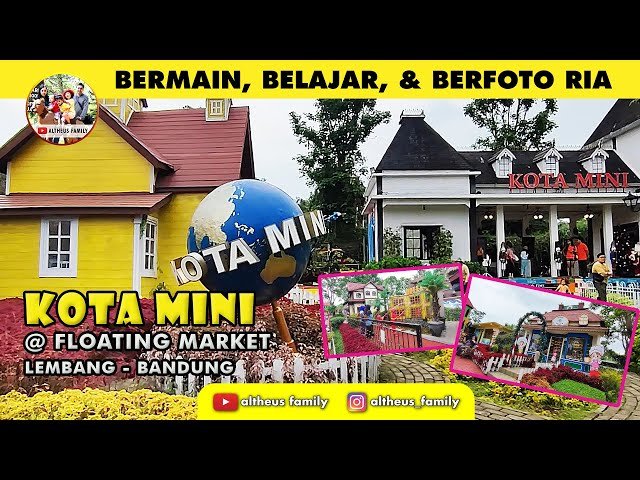 BERMAIN, BELAJAR, & BERFOTO RIA
ALTHEUS FAMILY
KOTA MINI
KOTA MINI
KOTA MINI
@ FLOATING MARKET
LEMBANG - BANDUNG
altheus family
altheus_family